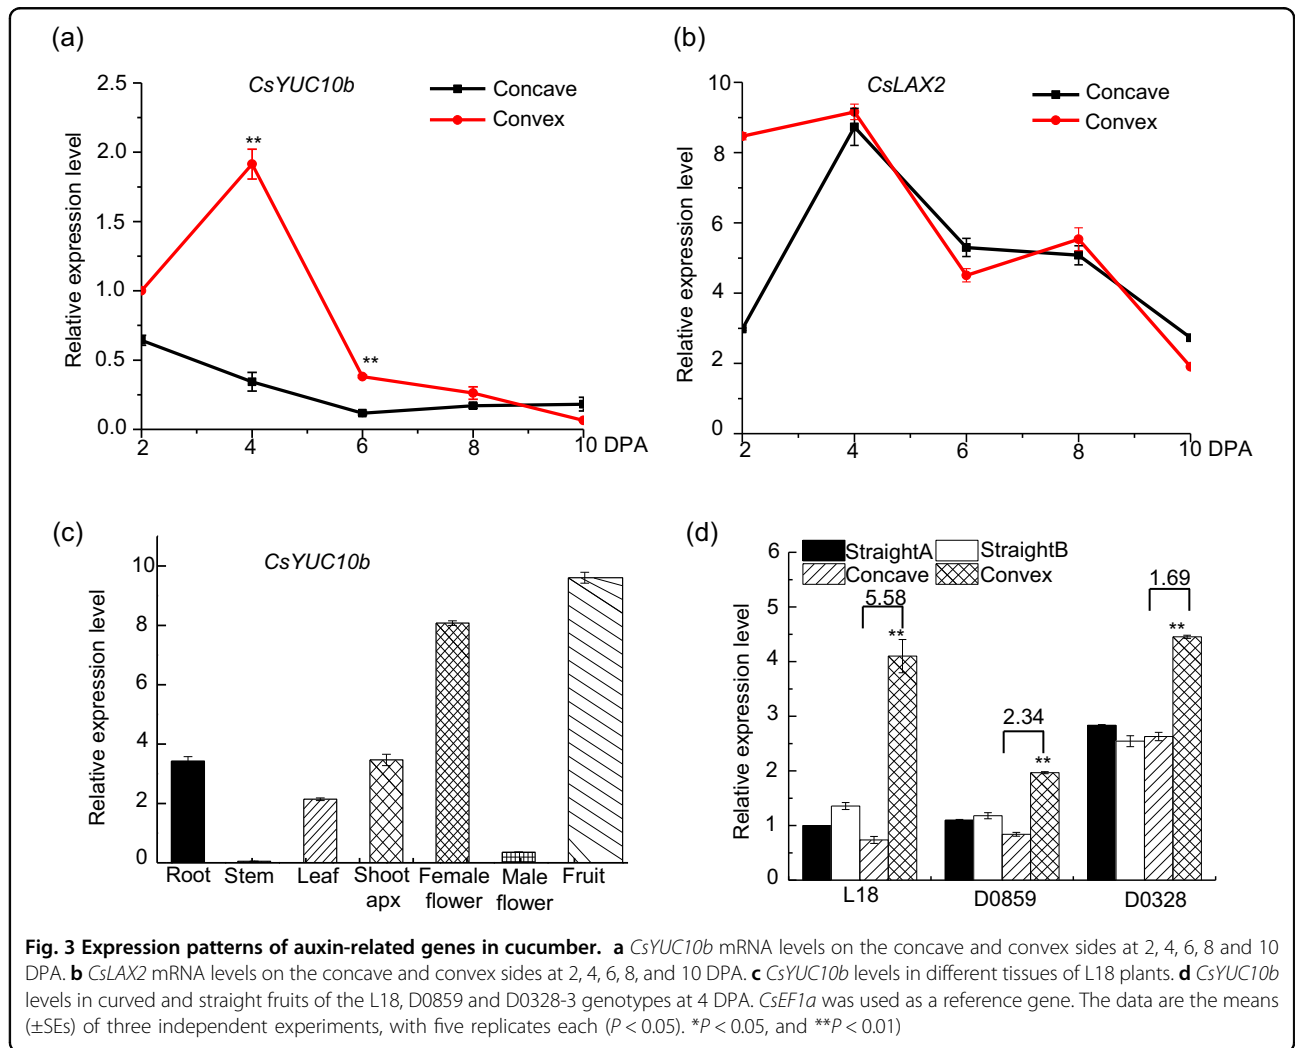 (a)
CsYUC10b
Concave
Convex
2.5
2.0
1.5
1.0
0.5
0.0
Relative expression level
**
**
2 4 6 8 10 DPA
(b)
CsLAX2
Concave
Convex
10
8
6
4
2
0
Relative expression level
2 4 6 8 10 DPA
(c)
CsYUC10b
10
8
6
4
2
0
Relative expression level
Root Stem Leaf Shoot apx Female flower Male flower Fruit
(d)
StraightA StraightB
Concave Convex
6
5
4
3
2
1
0
Relative expression level
5.58
**
2.34
**
1.69
**
L18 D0859 D0328
Fig. 3 Expression patterns of auxin-related genes in cucumber. a CsYUC10b mRNA levels on the concave and convex sides at 2, 4, 6, 8 and 10
DPA. b CsLAX2 mRNA levels on the concave and convex sides at 2, 4, 6, 8, and 10 DPA. c CsYUC10b levels in different tissues of L18 plants. d CsYUC10b
levels in curved and straight fruits of the L18, D0859 and D0328-3 genotypes at 4 DPA. CsEF1a was used as a reference gene. The data are the means
(±SEs) of three independent experiments, with five replicates each (P < 0.05). *P < 0.05, and **P < 0.01)